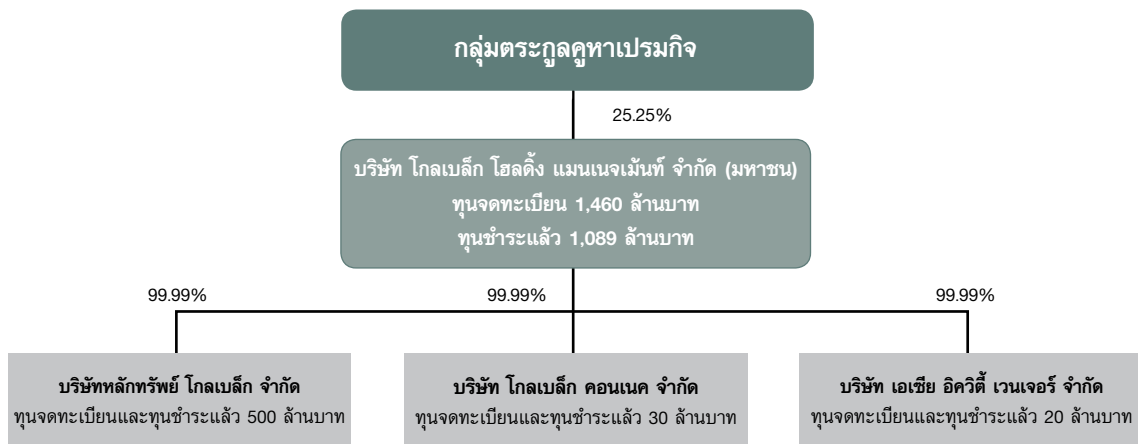 กลุ่มตระกูลคูหาเปรมกิจ
25.25%
บริษัท โกลเบล็ก โฮลดิ้ง แมนเนจเม้นท์ จำกัด (มหาชน)
ทุนจดทะเบียน 1,460 ล้านบาท
ทุนชำระแล้ว 1,089 ล้านบาท
99.99%
99.99%
99.99%
บริษัทหลักทรัพย์ โกลเบล็ก จำกัด
ทุนจดทะเบียนและทุนชำระแล้ว 500 ล้านบาท
บริษัท โกลเบล็ก คอนเนค จำกัด
ทุนจดทะเบียนและทุนชำระแล้ว 30 ล้านบาท
บริษัท เอเซีย อิควิตี้ เวนเจอร์ จำกัด
ทุนจดทะเบียนและทุนชำระแล้ว 20 ล้านบาท